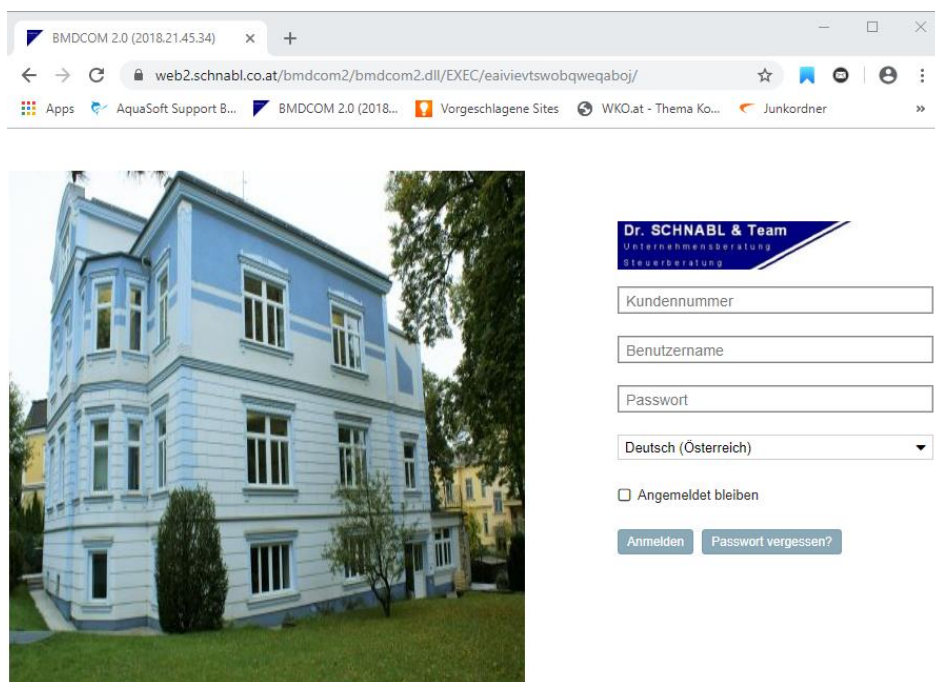 BMDCOM 2.0 (2018.21.45.34)
web2.schnabl.co.at/bmdcom2/bmdcom2.dll/EXEC/eaivievtswobqweqaboj/
Apps AquaSoft Support B... BMDCOM 2.0 (2018... Vorgeschlagene Sites WKO.at - Thema Ko... Junkordner »
Dr. SCHNABL & Team
Unternehmensberatung
Steuerberatung
Kundennummer
Benutzername
Passwort
Deutsch (Österreich)
Angemeldet bleiben
Anmelden Passwort vergessen?